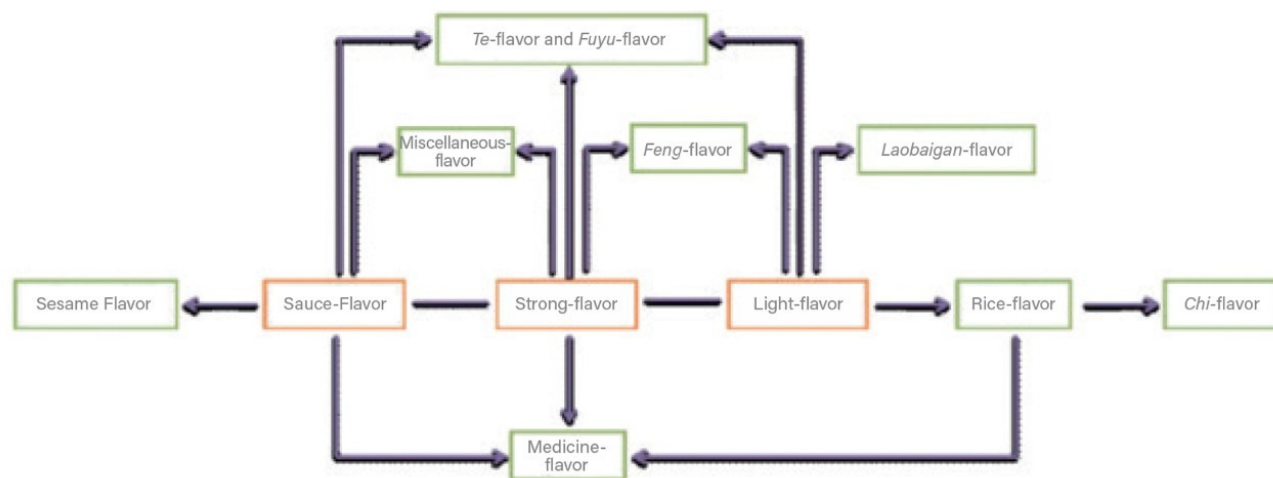 Te-flavor and Fuyu-flavor
Miscellaneous-
flavor
Feng-flavor
Laobaigan-flavor
Sesame Flavor
Sauce-Flavor
Strong-flavor
Light-flavor
Rice-flavor
Chi-flavor
Medicine-
flavor